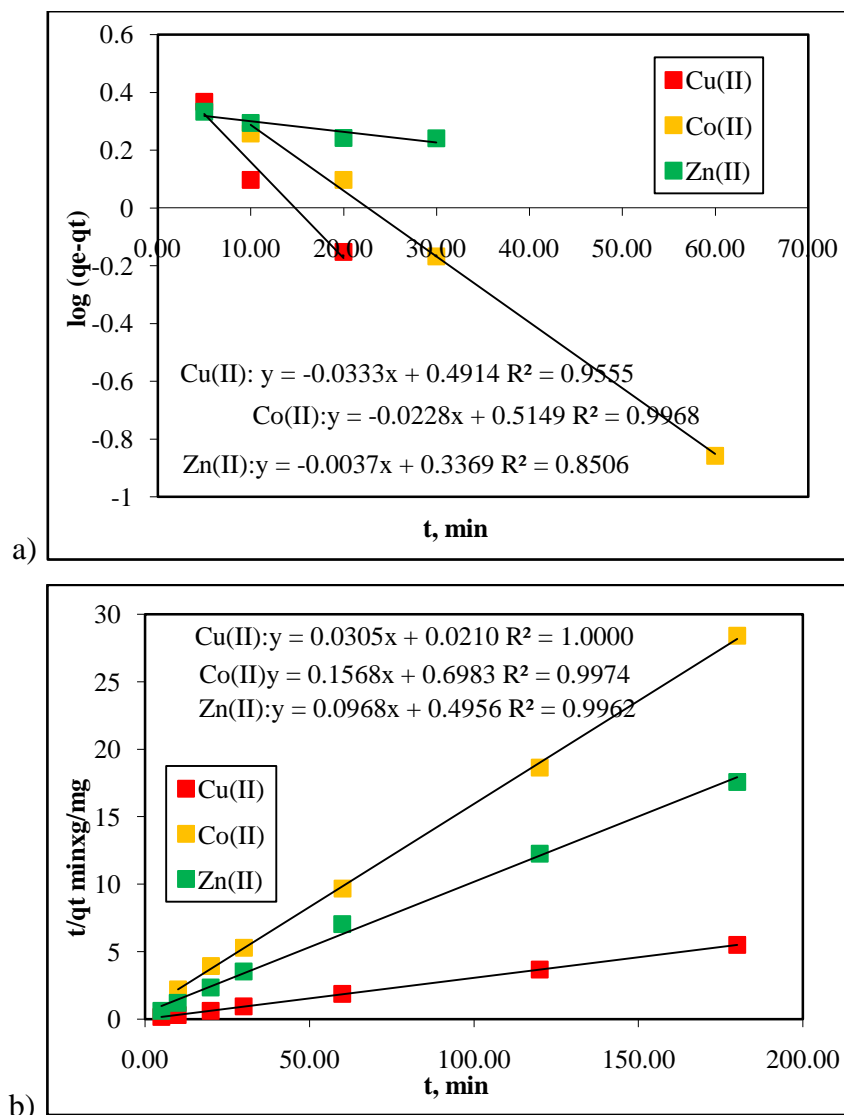 0.6
0.4
0.2
0
-0.2
-0.4
-0.6
-0.8
-1
0.00 10.00 20.00 30.00 40.00 50.00 60.00 70.00
log (qe-qt)
Cu(II)
Co(II)
Zn(II)
Cu(II): y = -0.0333x + 0.4914 R² = 0.9555
Co(II):y = -0.0228x + 0.5149 R² = 0.9968
Zn(II):y = -0.0037x + 0.3369 R² = 0.8506
t, min
a)
30
25
20
15
10
5
0
0.00 50.00 100.00 150.00 200.00
t/qt minxg/mg
Cu(II):y = 0.0305x + 0.0210 R² = 1.0000
Co(II)y = 0.1568x + 0.6983 R² = 0.9974
Zn(II):y = 0.0968x + 0.4956 R² = 0.9962
Cu(II)
Co(II)
Zn(II)
t, min
b)